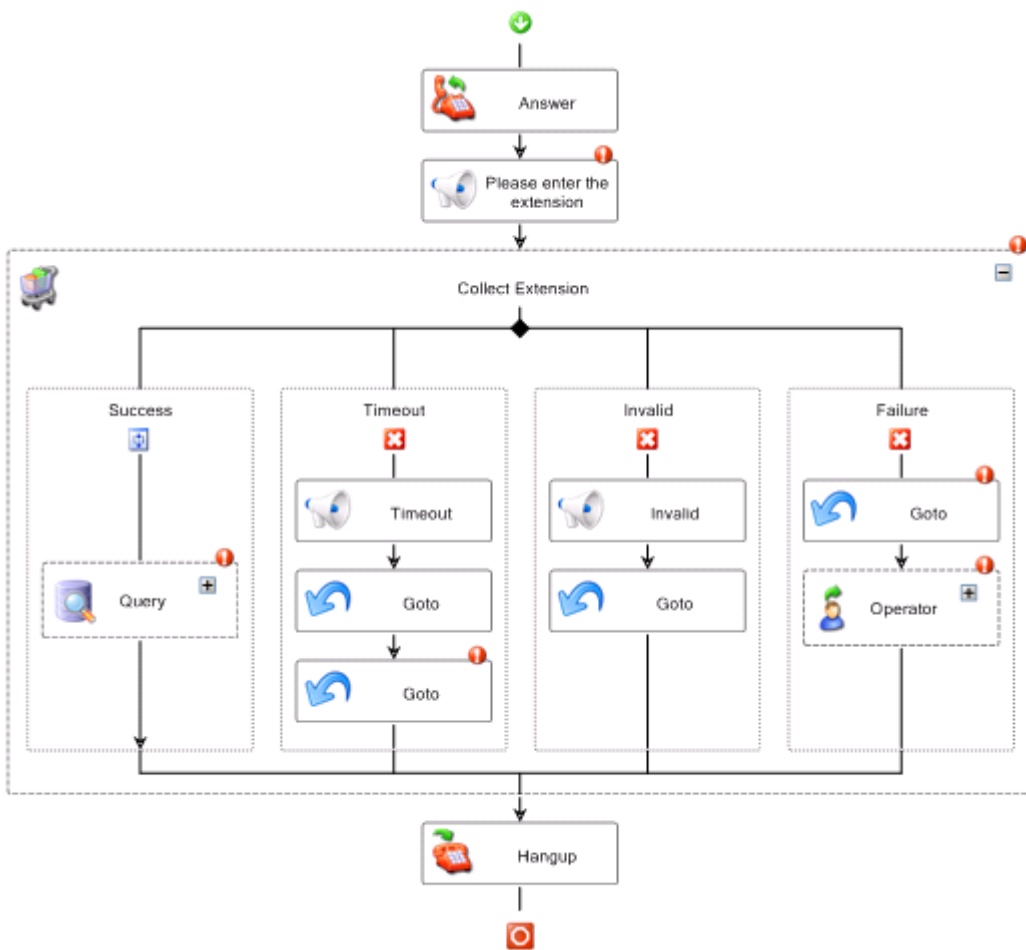 Answer
Please enter the
extension
Collect Extension
Success
Timeout
Invalid
Failure
Timeout
Invalid
Goto
Query
Goto
Goto
Operator
Goto
Hangup